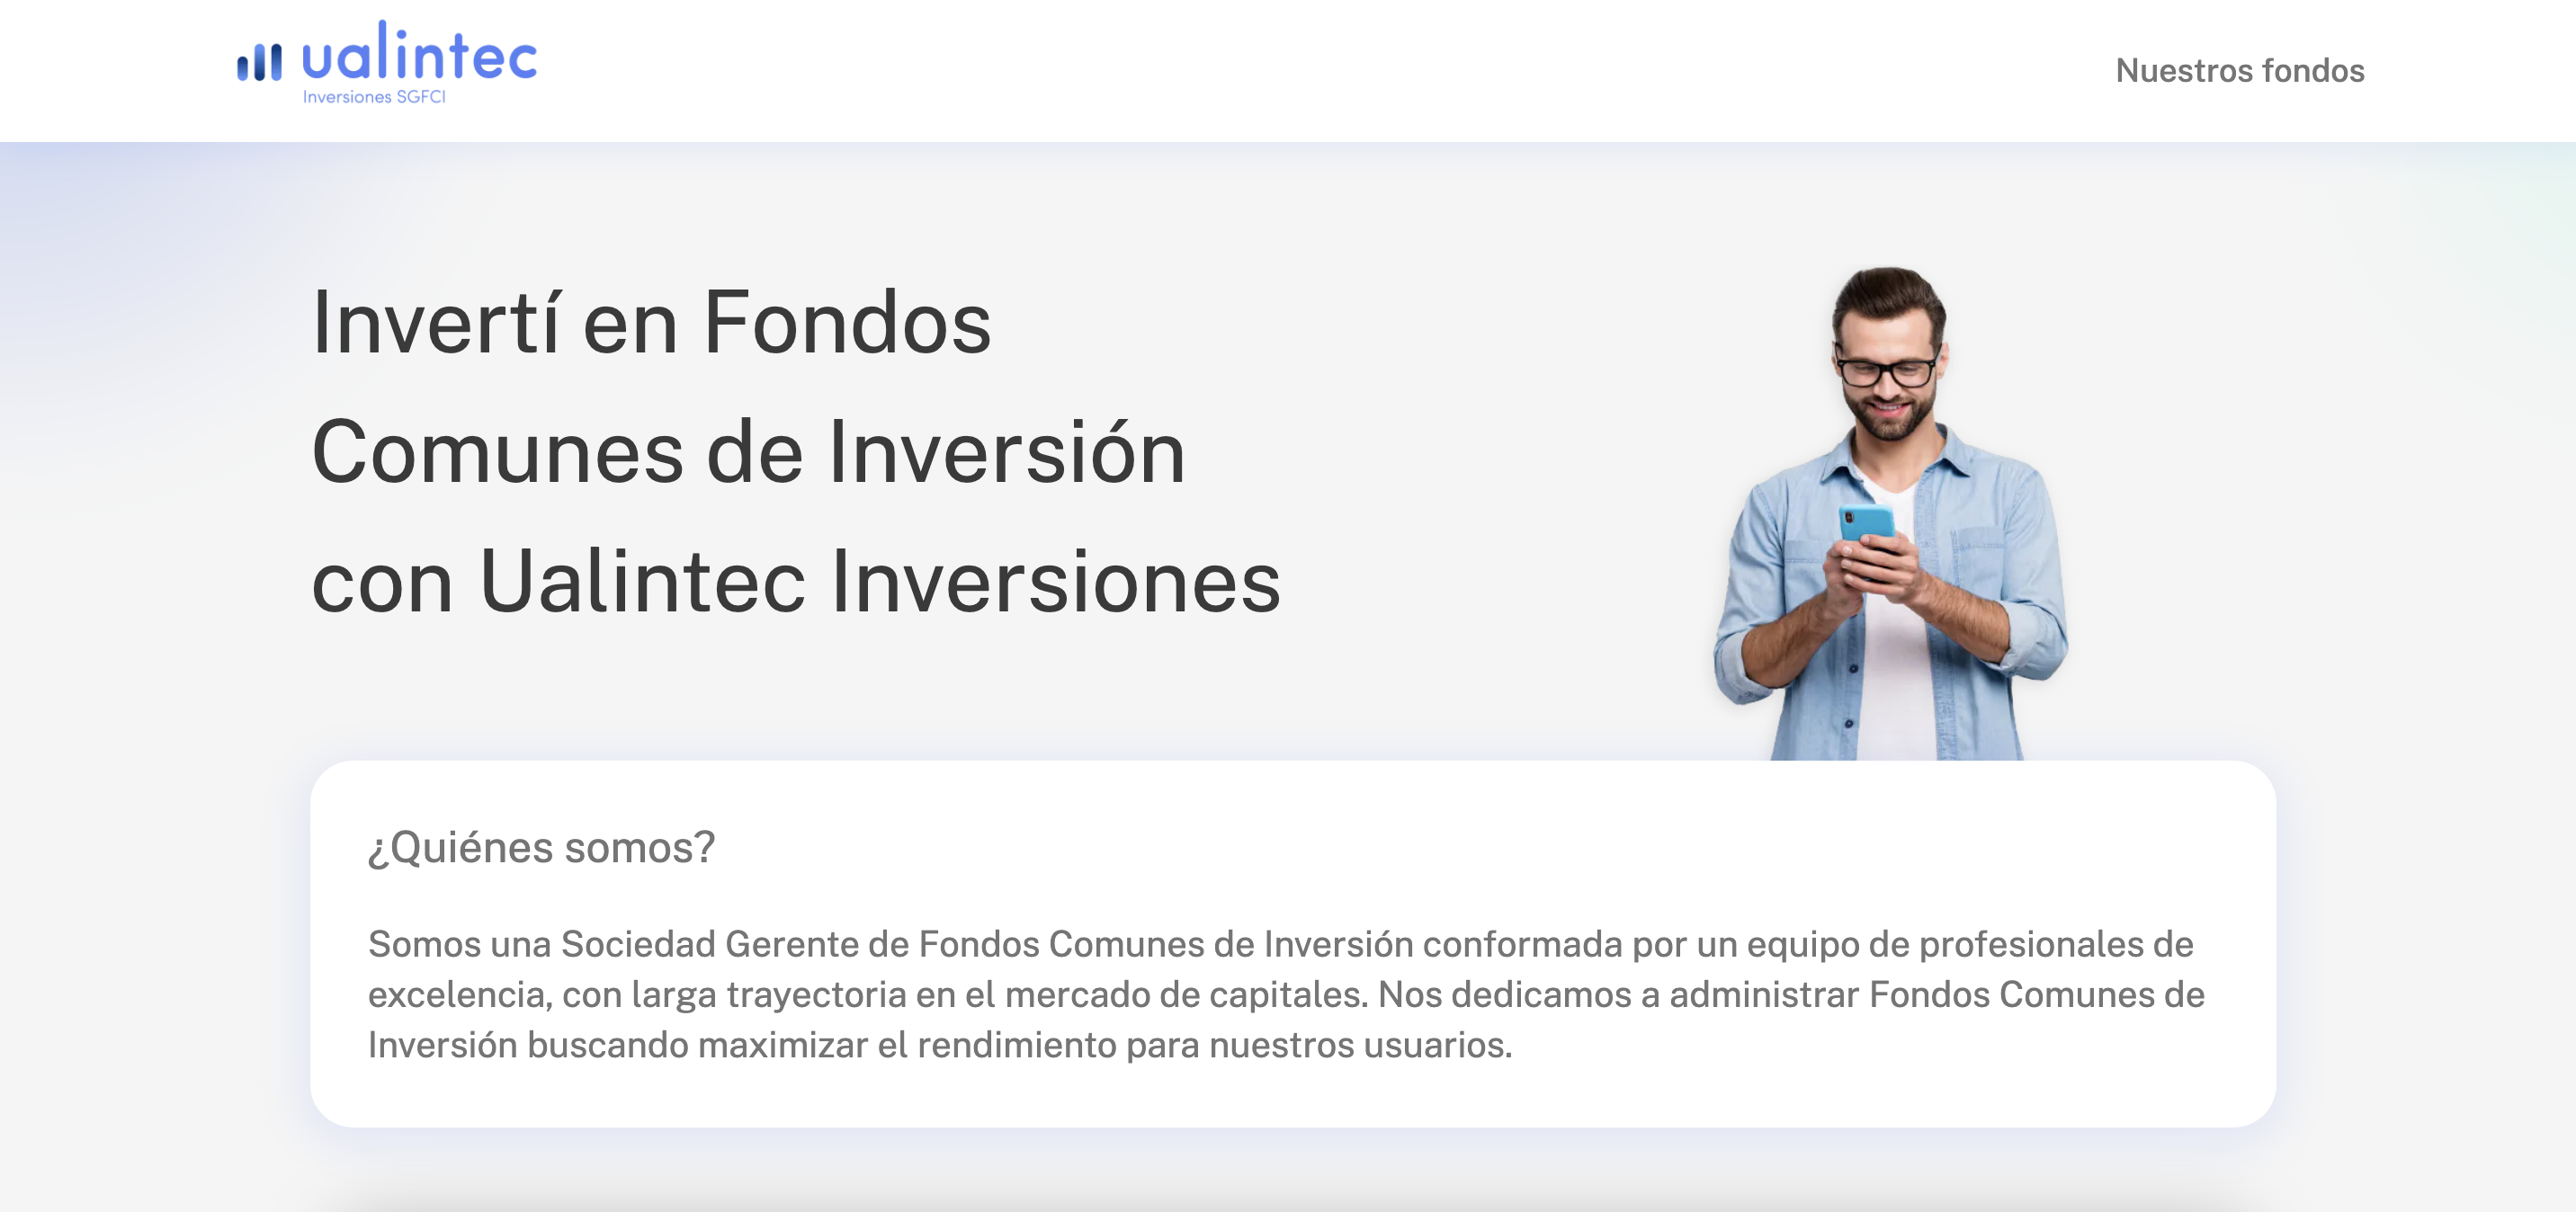 ualintec
Inversiones SGFCI
Nuestros fondos
Invertí en Fondos
Comunes de Inversión
con Ualintec Inversiones
¿Quiénes somos?
Somos una Sociedad Gerente de Fondos Comunes de Inversión conformada por un equipo de profesionales de
excelencia, con larga trayectoria en el mercado de capitales. Nos dedicamos a administrar Fondos Comunes de
Inversión buscando maximizar el rendimiento para nuestros usuarios.